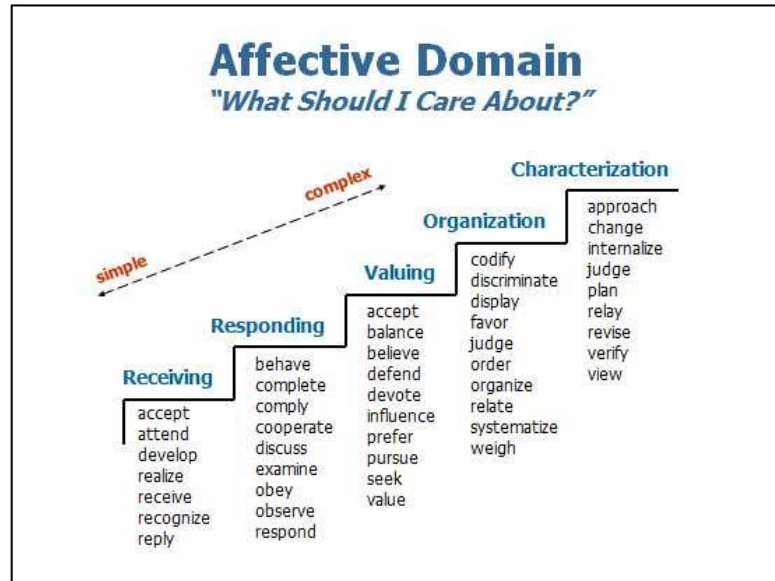 Affective Domain
"What Should I Care About?"
simple
complex
Receiving
accept
attend
develop
realize
receive
recognize
reply
Responding
behave
complete
comply
cooperate
discuss
examine
obey
observe
respond
Valuing
accept
balance
believe
defend
devote
influence
prefer
pursue
seek
value
Organization
codify
discriminate
display
favor
judge
order
organize
relate
systematize
weigh
Characterization
approach
change
internalize
judge
plan
relay
revise
verify
view